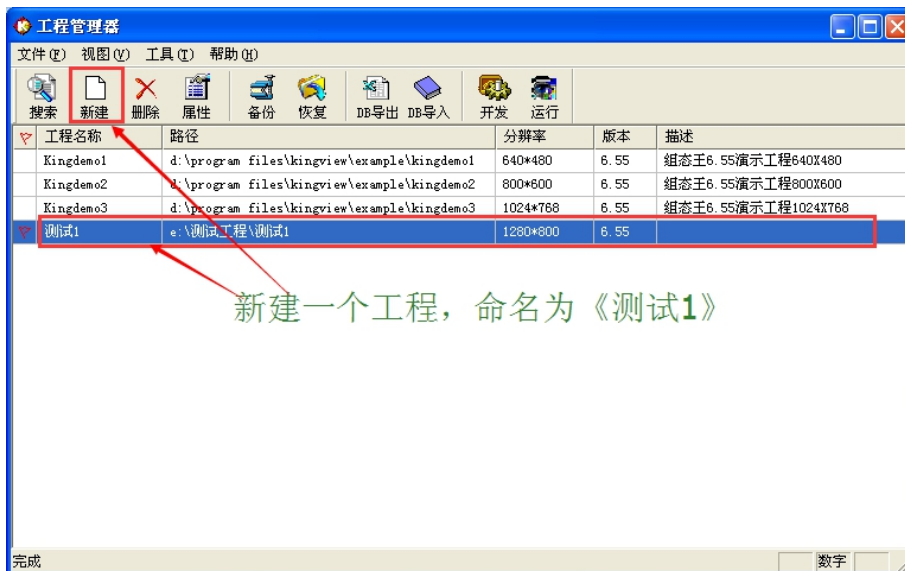 工程管理器
文件(F) 视图(V) 工具(T) 帮助(H)
搜索 新建 删除 属性 备份 恢复 DB导出 DB导入 开发 运行
工程名称 路径 分辨率 版本 描述
Kingdemo1 d:\program files\kingview\example\kingdemo1 640*480 6.55 组态王6.55演示工程640X480
Kingdemo2 d:\program files\kingview\example\kingdemo2 800*600 6.55 组态王6.55演示工程800X600
Kingdemo3 d:\program files\kingview\example\kingdemo3 1024*768 6.55 组态王6.55演示工程1024X768
测试1 e:\测试工程\测试1 1280*800 6.55
新建一个工程，命名为《测试1》
完成 数字